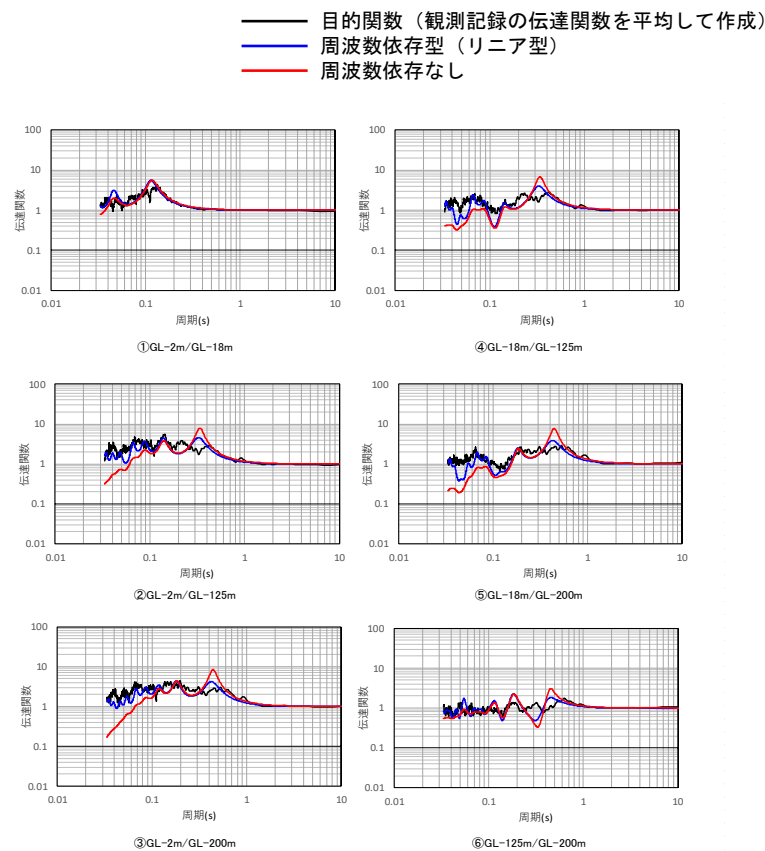 目的関数（観測記録の伝達関数を平均して作成）
周波数依存型（リニア型）
周波数依存なし
100
10
1
0.1
0.01
伝達関数
0.01
0.1
1
10
周期(s)
①GL-2m/GL-18m
100
10
1
0.1
0.01
伝達関数
0.01
0.1
1
10
周期(s)
④GL-18m/GL-125m
100
10
1
0.1
0.01
伝達関数
0.01
0.1
1
10
周期(s)
②GL-2m/GL-125m
100
10
1
0.1
0.01
伝達関数
0.01
0.1
1
10
周期(s)
⑤GL-18m/GL-200m
100
10
1
0.1
0.01
伝達関数
0.01
0.1
1
10
周期(s)
③GL-2m/GL-200m
100
10
1
0.1
0.01
伝達関数
0.01
0.1
1
10
周期(s)
⑥GL-125m/GL-200m